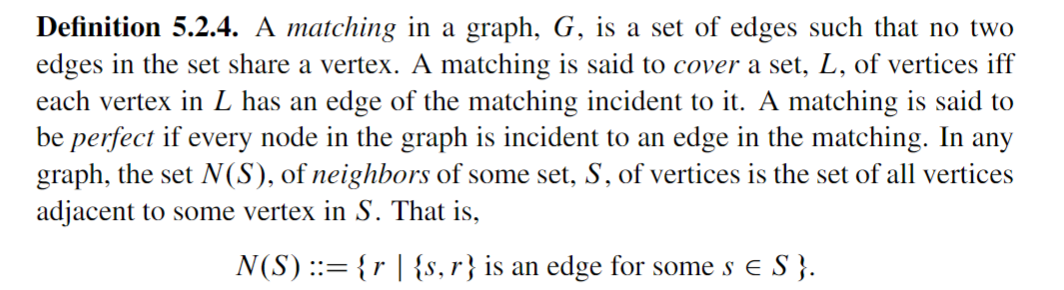 Definition 5.2.4. A matching in a graph, G, is a set of edges such that no two
edges in the set share a vertex. A matching is said to cover a set, L, of vertices iff
each vertex in L has an edge of the matching incident to it. A matching is said to
be perfect if every node in the graph is incident to an edge in the matching. In any
graph, the set N(S), of neighbors of some set, S, of vertices is the set of all vertices
adjacent to some vertex in S. That is,
N(S) ::= { r | {s, r} is an edge for some s ∈ S }.